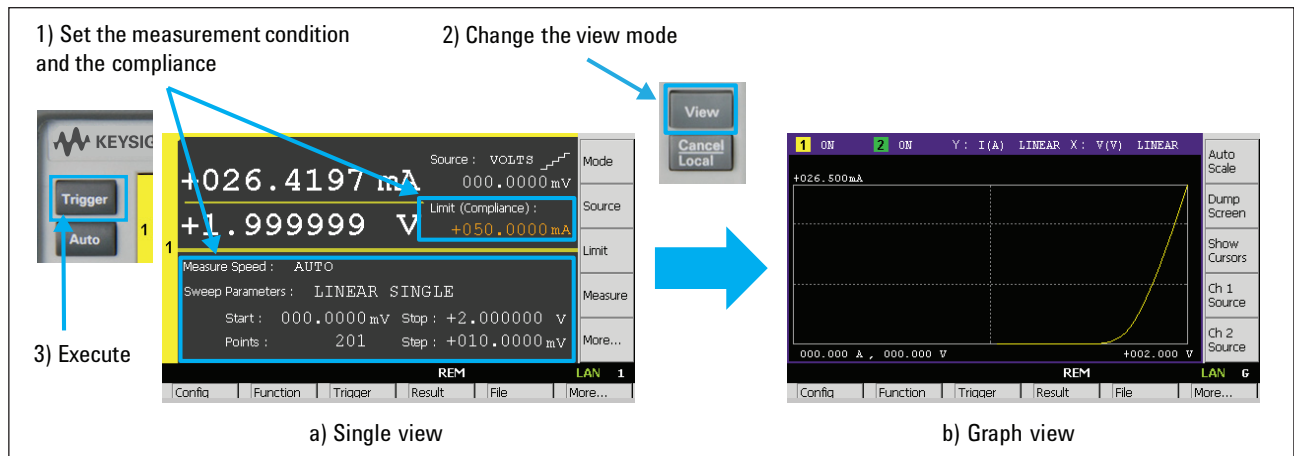 1) Set the measurement condition
and the compliance
2) Change the view mode
KEYSIG
Trigger
Auto
1
3) Execute
View
Cancel
Local
+026.4197 mA
Source : VOLTS
000.0000 mV
+1.999999 V
Limit (Compliance) :
+050.0000 mA
1
Measure Speed : AUTO
Sweep Parameters : LINEAR SINGLE
Start : 000.0000 mV Stop : +2.000000 V
Points : 201 Step : +010.0000 mV
Mode
Source
Limit
Measure
More...
REM LAN 1
Config Function Trigger Result File More...
a) Single view
1 ON 2 ON Y : I(A) LINEAR X : V(V) LINEAR
+026.500mA
000.000 A , 000.000 V +002.000 V
Auto
Scale
Dump
Screen
Show
Cursors
Ch 1
Source
Ch 2
Source
REM LAN G
Config Function Trigger Result File More...
b) Graph view